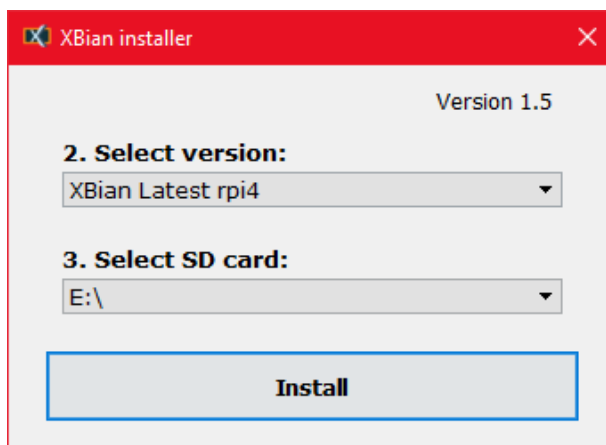 XBian installer
Version 1.5
2. Select version:
XBian Latest rpi4
3. Select SD card:
E:\
Install